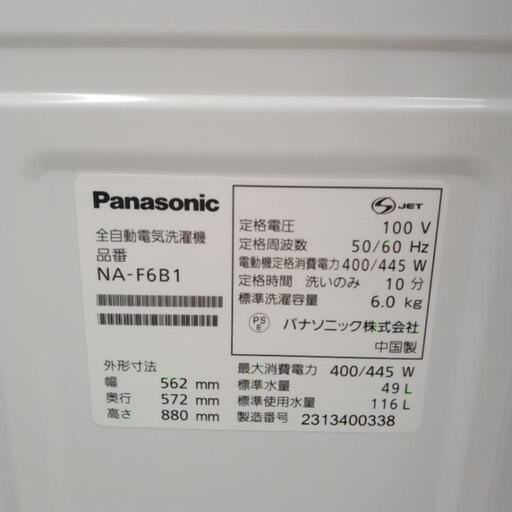 Panasonic
全自動電気洗濯機
品番
NA-F6B1
外形寸法
幅 562 mm
奥行 572 mm
高さ 880 mm
S JET
定格電圧 100 V
定格周波数 50/60 Hz
電動機定格消費電力 400/445 W
定格時間 洗いのみ 10 分
標準洗濯容量 6.0 kg
PS E パナソニック株式会社
中国製
最大消費電力 400/445 W
標準水量 49 L
標準使用水量 116 L
製造番号 2313400338